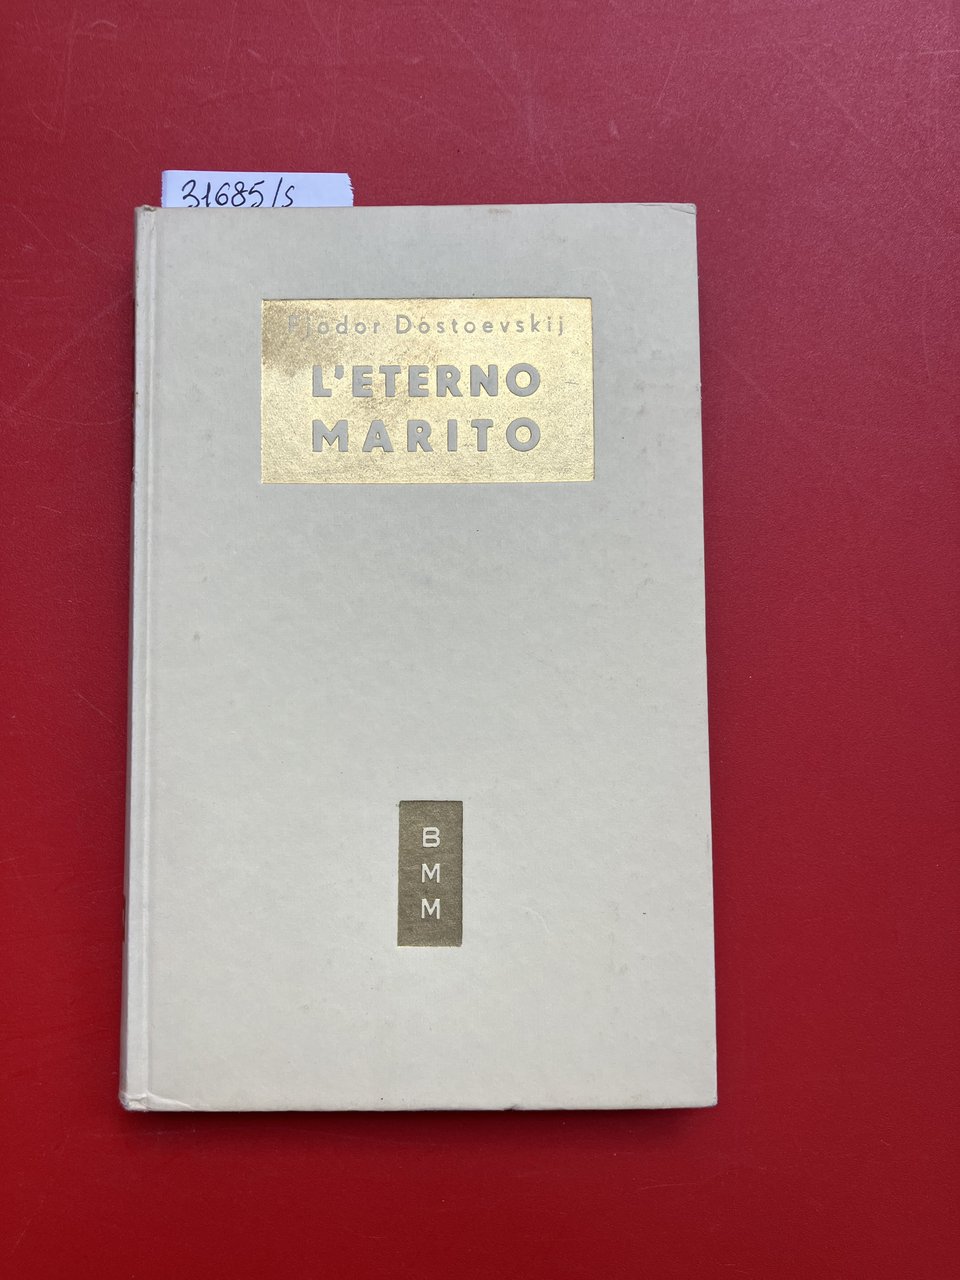 31685/s
Fjodor Dostoevskij
L'ETERNO
MARITO
B
M
M